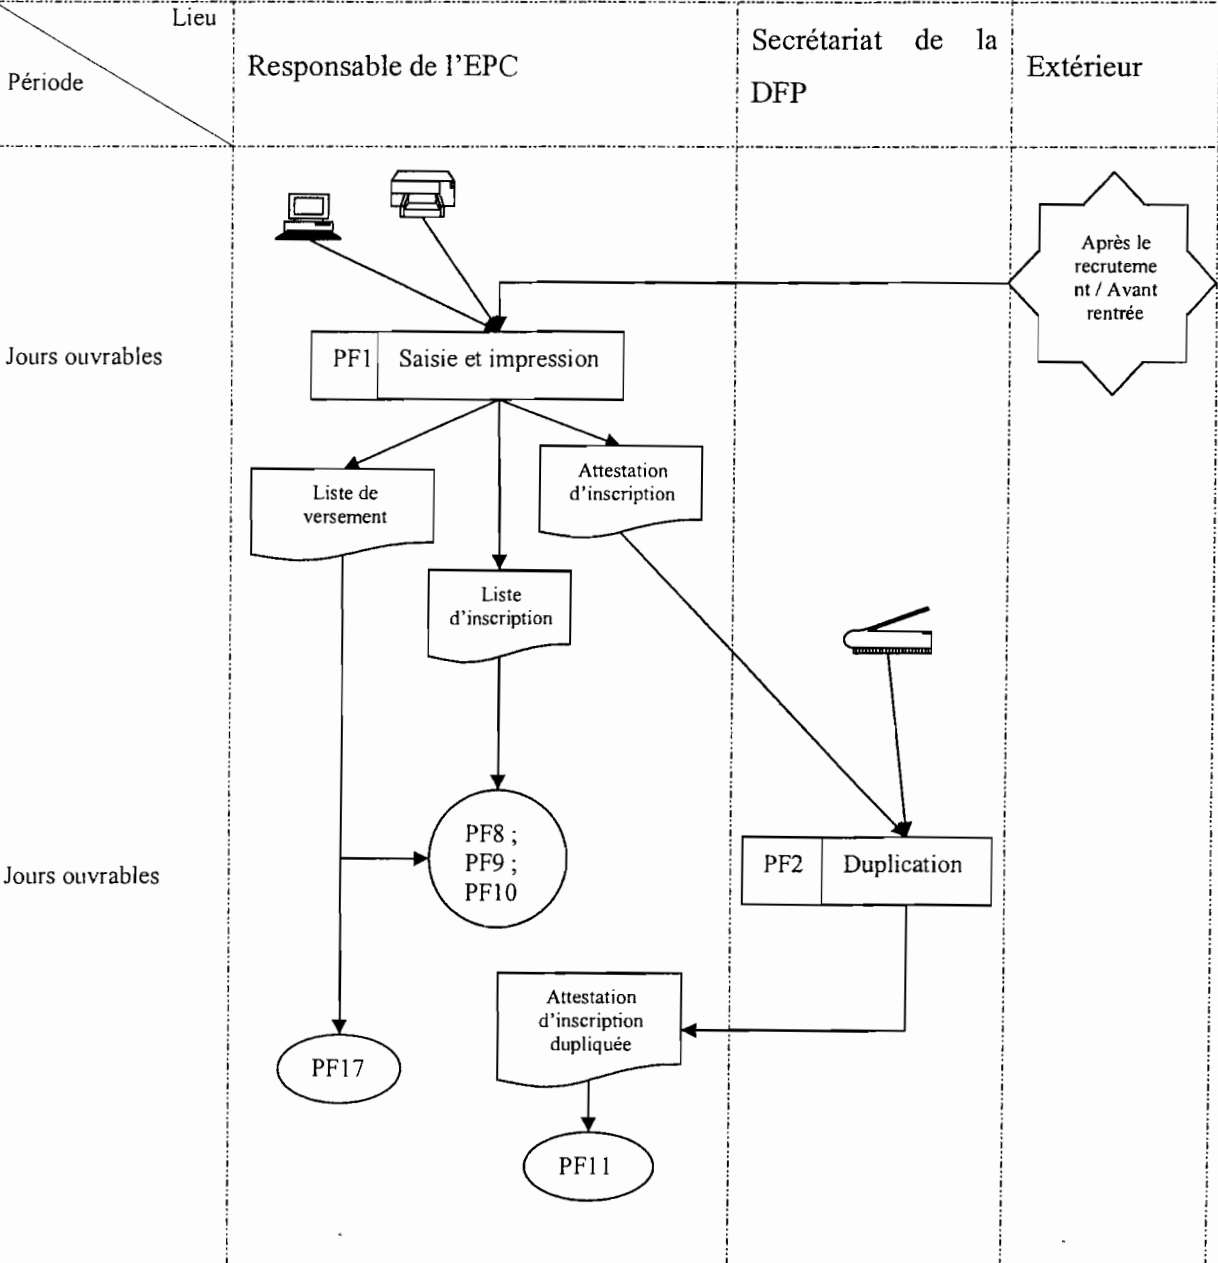 Lieu
Période
Responsable de l'EPC
Secrétariat de la
DFP
Extérieur
Après le
recruteme
nt / Avant
rentrée
Jours ouvrables
PF1
Saisie et impression
Attestation
d'inscription
Liste de
versement
Liste
d'inscription
PF8 ;
PF9 ;
PF10
Jours ouvrables
PF2
Duplication
Attestation
d'inscription
dupliquée
PF17
PF11